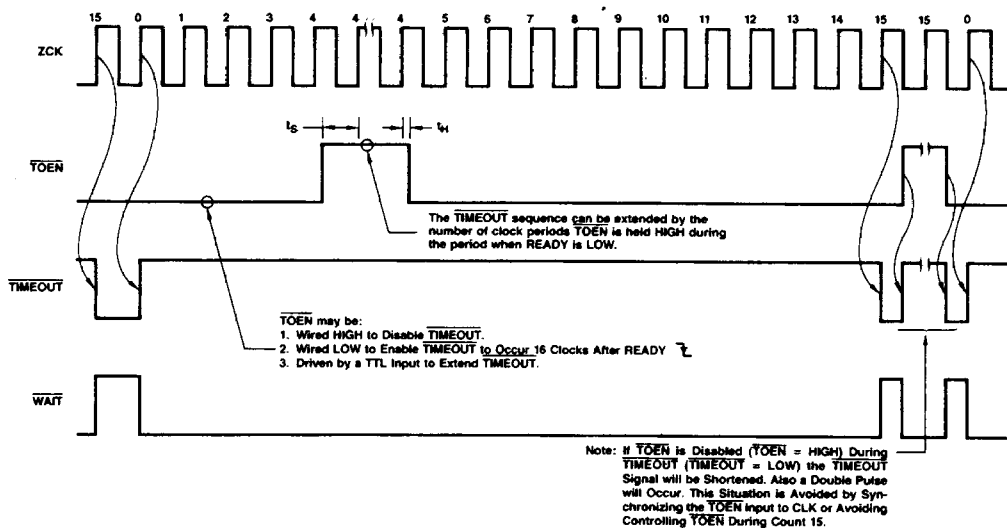 15 0 1 2 3 4 4 4 5 6 7 8 9 10 11 12 13 14 15 15 0
ZCK
tS tH
TOEN
The TIMEOUT sequence can be extended by the
number of clock periods TOEN is held HIGH during
the period when READY is LOW.
TIMEOUT
TOEN may be:
1. Wired HIGH to Disable TIMEOUT.
2. Wired LOW to Enable TIMEOUT to Occur 16 Clocks After READY
3. Driven by a TTL Input to Extend TIMEOUT.
WAIT
Note: If TOEN is Disabled (TOEN = HIGH) During
TIMEOUT (TIMEOUT = LOW) the TIMEOUT
Signal will be Shortened. Also a Double Pulse
will Occur. This Situation is Avoided by Syn-
chronizing the TOEN Input to CLK or Avoiding
Controlling TOEN During Count 15.